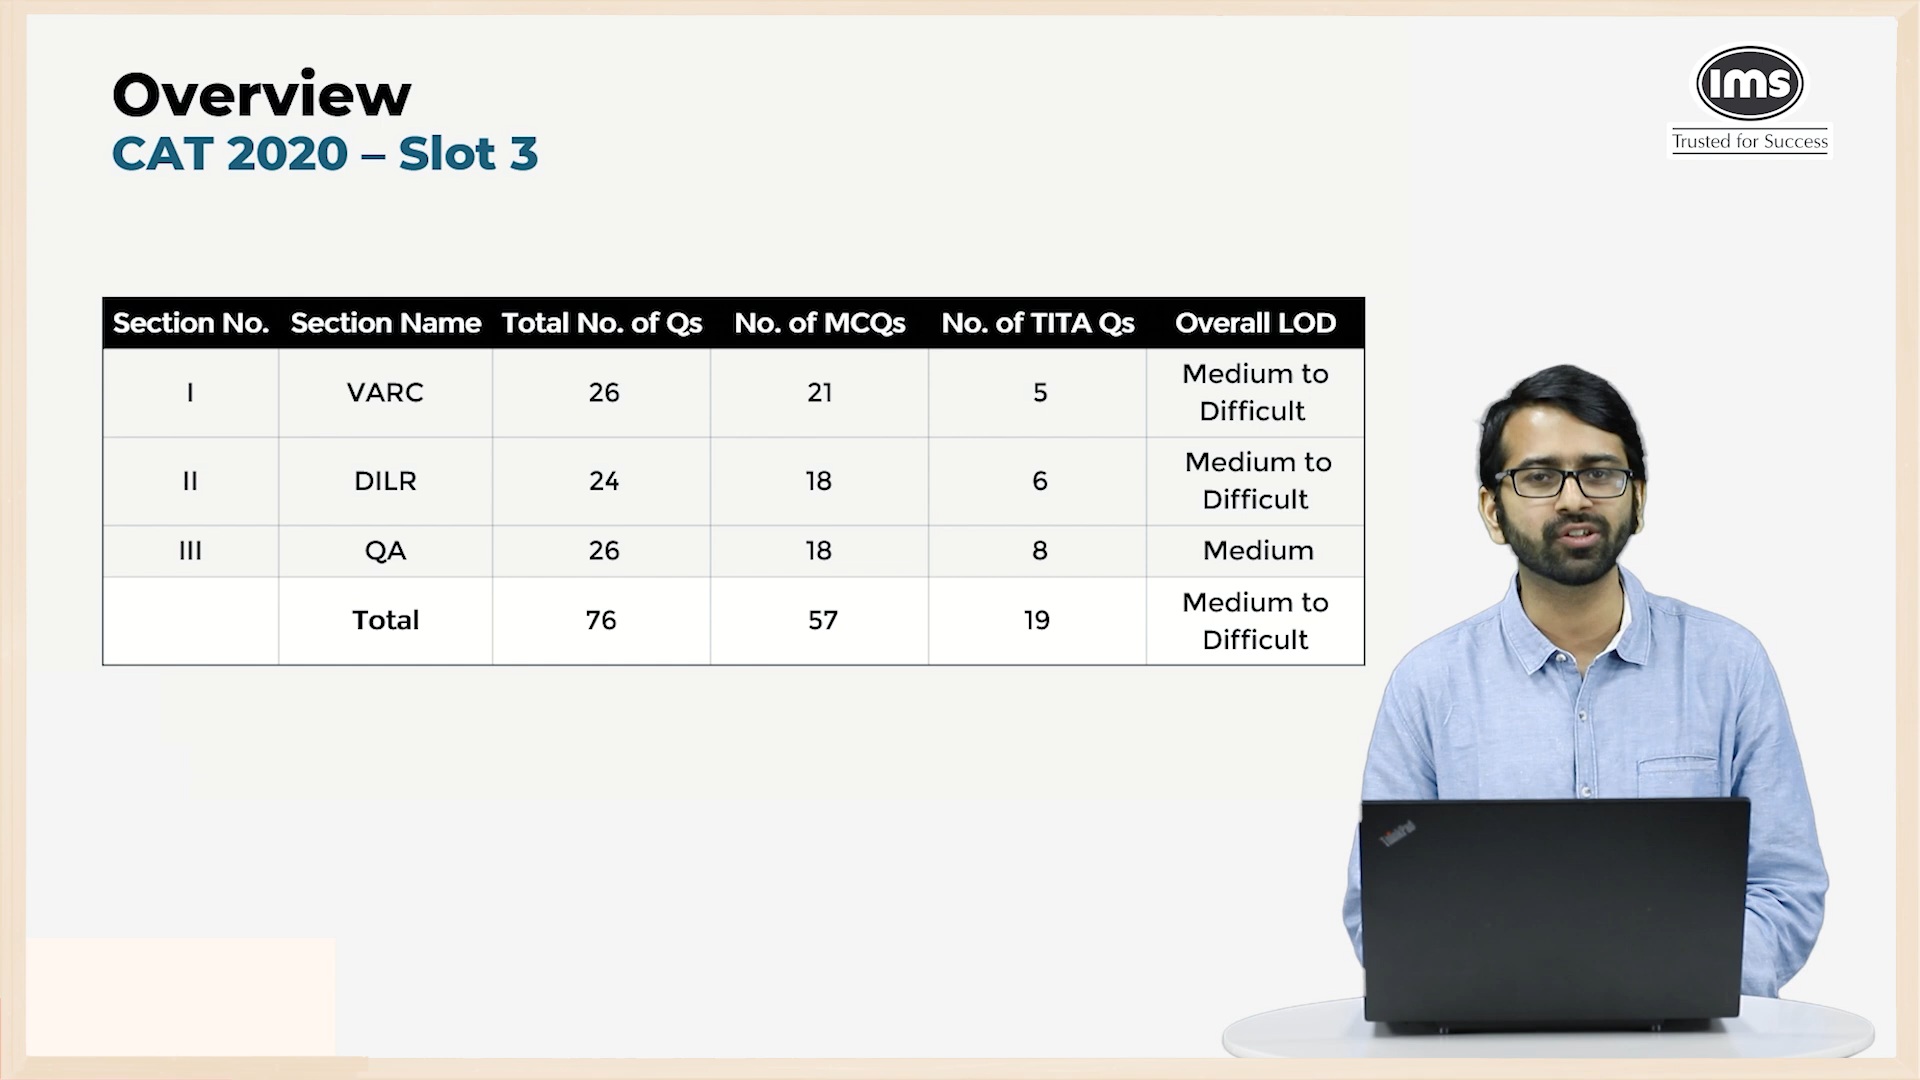 Overview
CAT 2020 – Slot 3
ims
Trusted for Success
Section No. Section Name Total No. of Qs No. of MCQs No. of TITA Qs Overall LOD
I VARC 26 21 5 Medium to Difficult
II DILR 24 18 6 Medium to Difficult
III QA 26 18 8 Medium
Total 76 57 19 Medium to Difficult
ThinkPad